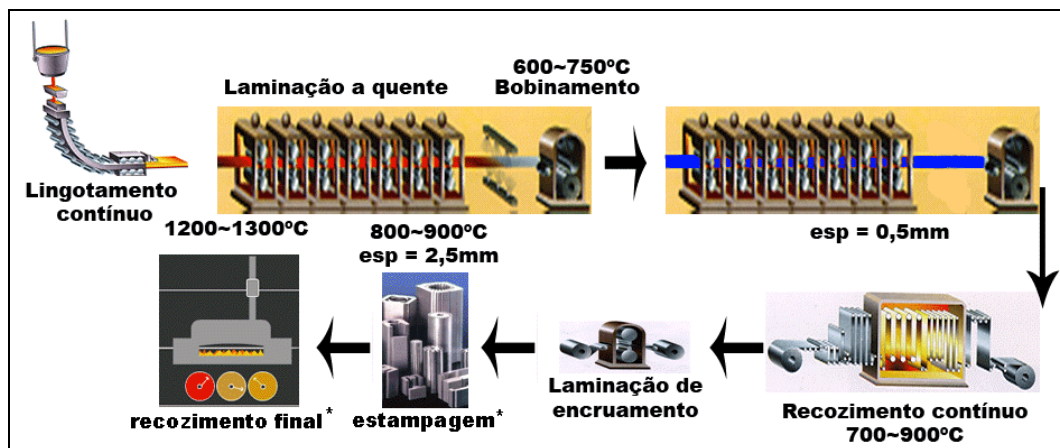 Lingotamento
contínuo
Laminação a quente
1200~1300ºC
800~900ºC
esp = 2,5mm
600~750ºC
Bobinamento
esp = 0,5mm
Recozimento contínuo
700~900ºC
Laminação de
encruamento
estampagem*
recozimento final*